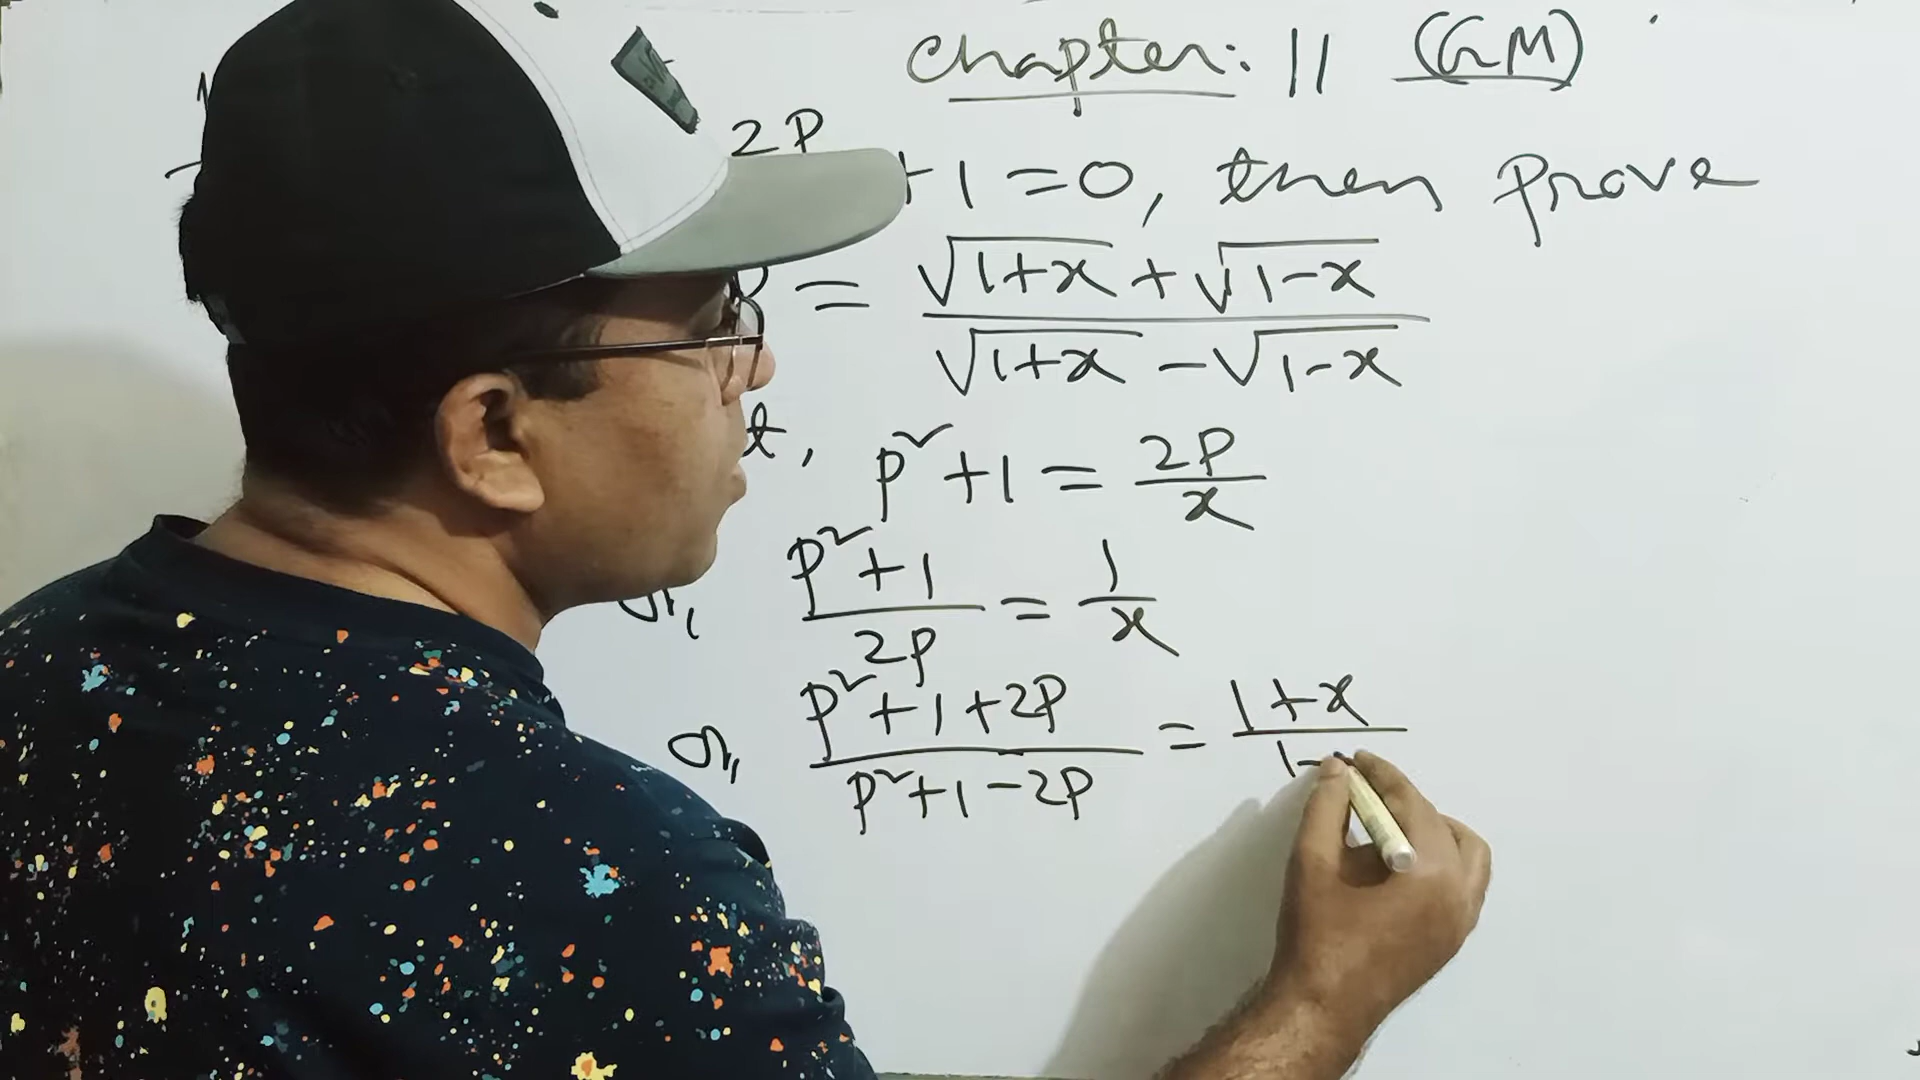 Chapter: 11 (GM)
2P
+1=0, then prove
P = (√(1+x) + √(1-x))/(√(1+x) - √(1-x))
t, p²+1 = 2P/x
or, (p²+1)/2P = 1/x
or, (p²+1+2P)/(p²+1-2P) = (1+x)/(1-